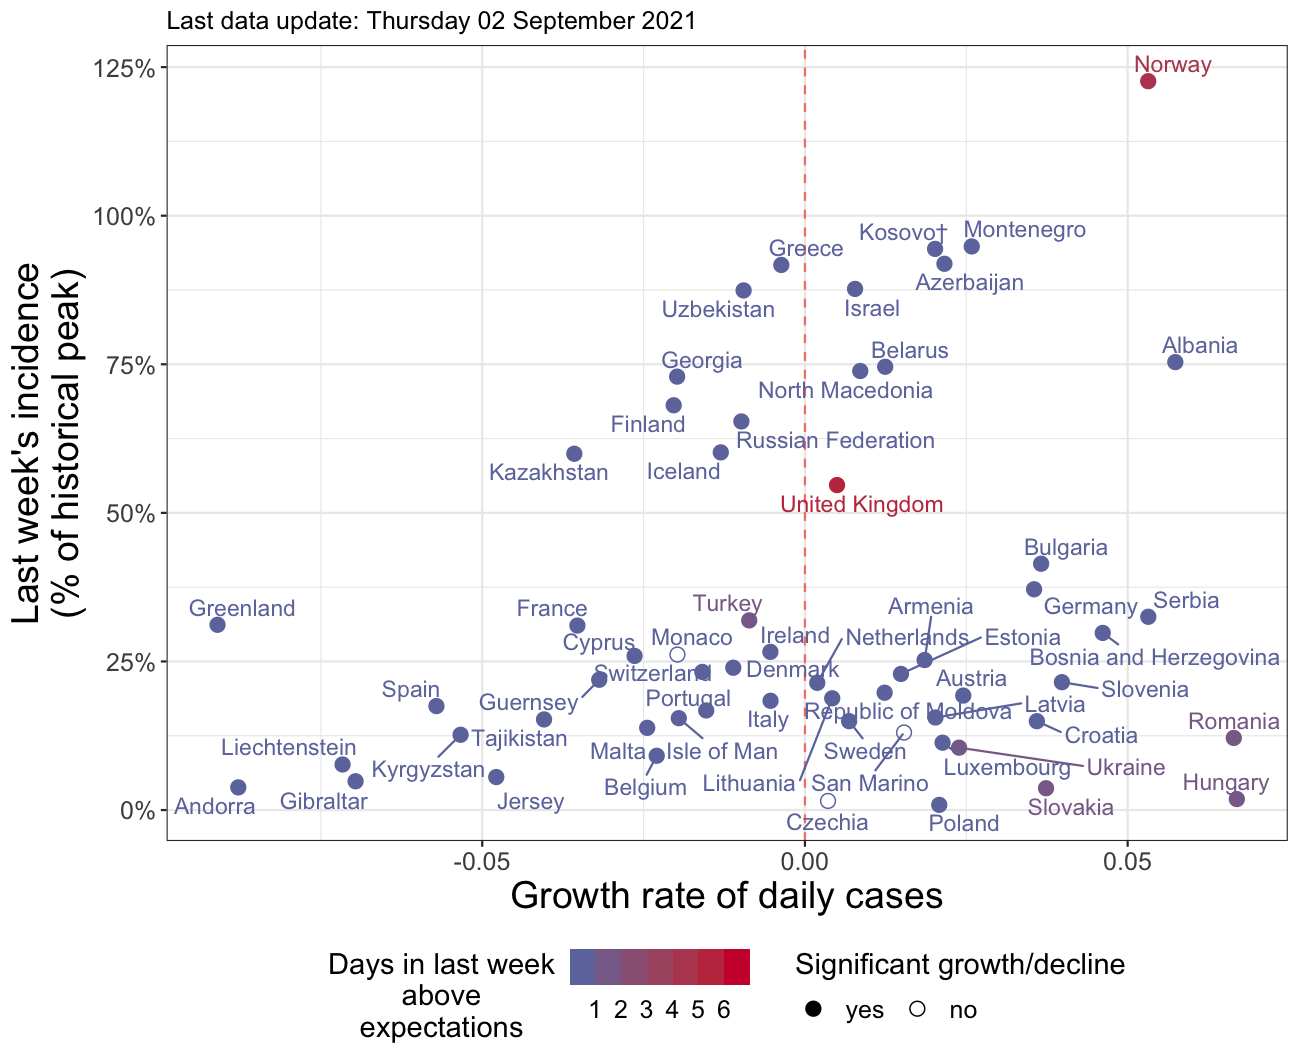 Last data update: Thursday 02 September 2021
Last week's incidence
(% of historical peak)
125%
100%
75%
50%
25%
0%
Norway
Kosovo†
Montenegro
Greece
Azerbaijan
Uzbekistan
Israel
Albania
Belarus
Georgia
North Macedonia
Finland
Russian Federation
Kazakhstan
Iceland
United Kingdom
Bulgaria
Greenland
France
Turkey
Armenia
Germany
Serbia
Cyprus
Monaco
Ireland
Netherlands
Estonia
Bosnia and Herzegovina
Switzerland
Denmark
Austria
Spain
Guernsey
Portugal
Slovenia
Italy
Republic of Moldova
Latvia
Romania
Liechtenstein
Tajikistan
Malta
Isle of Man
Sweden
Croatia
Kyrgyzstan
Luxembourg
Ukraine
Belgium
Lithuania
San Marino
Hungary
Andorra
Gibraltar
Jersey
Slovakia
Czechia
Poland
-0.05
0.00
0.05
Growth rate of daily cases
Days in last week
above
expectations
1 2 3 4 5 6
Significant growth/decline
yes
no